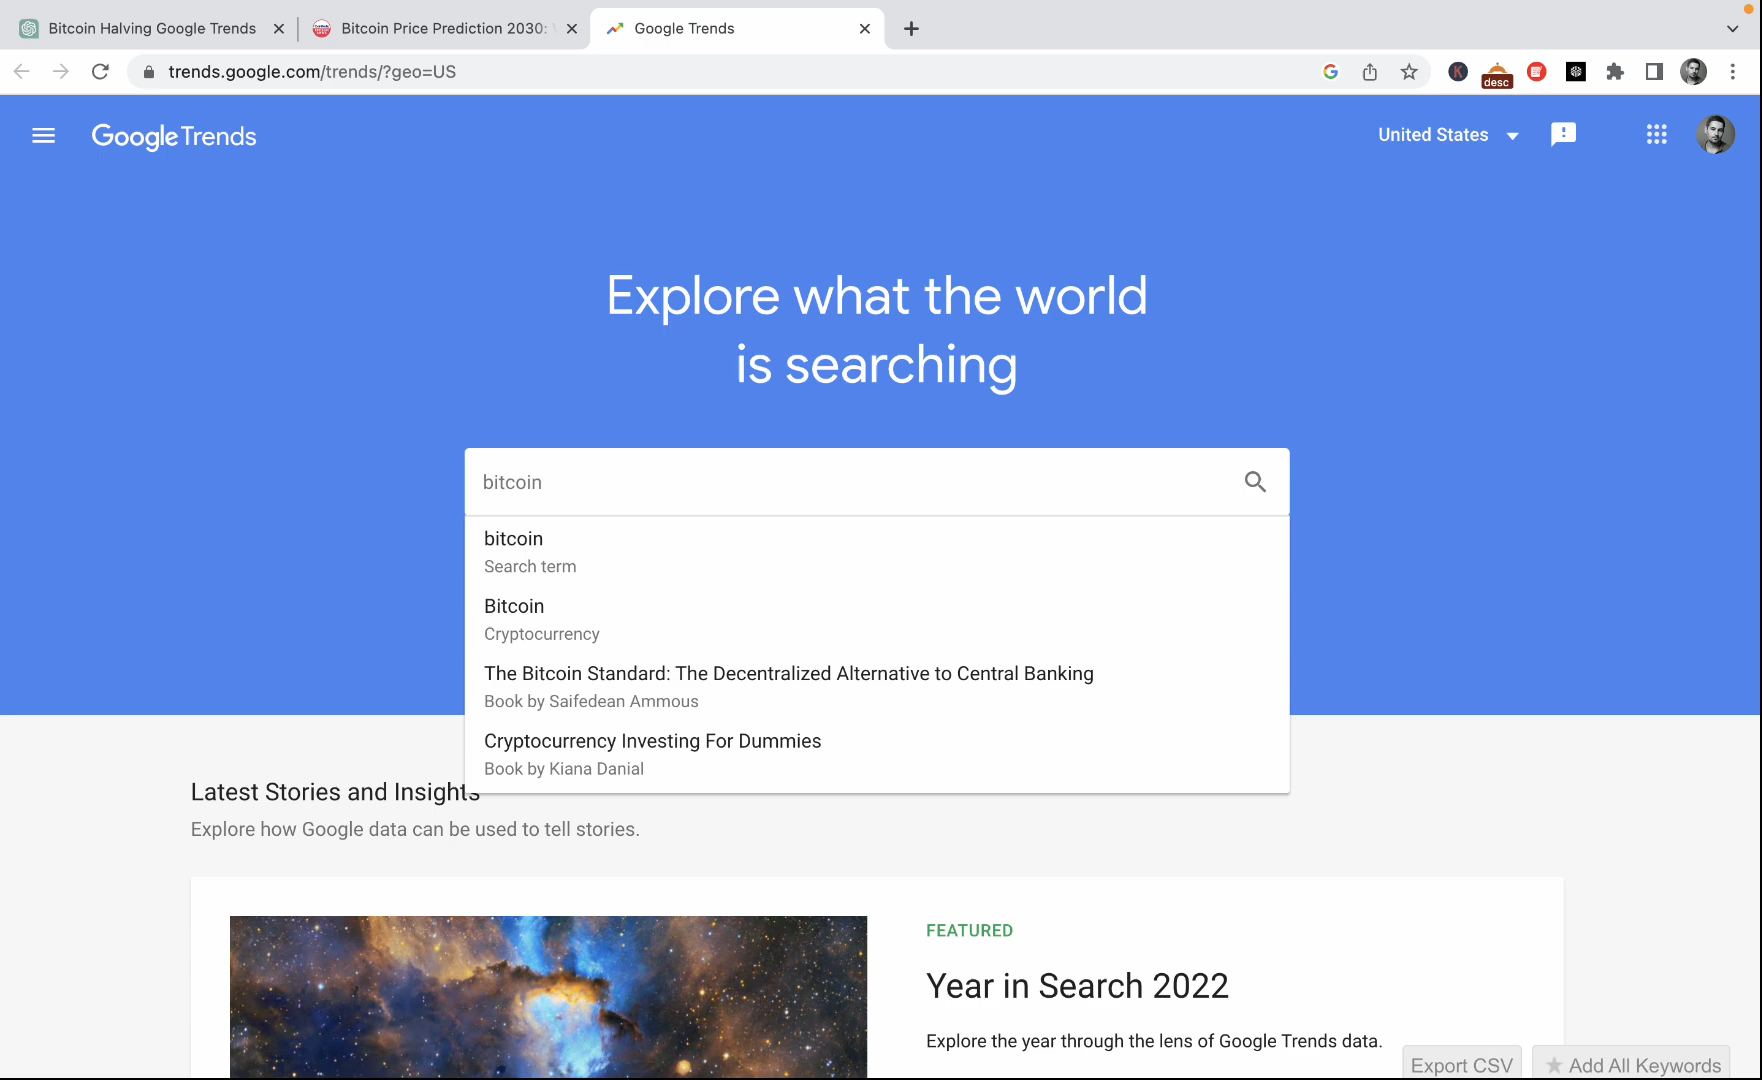 Bitcoin Halving Google Trends
Bitcoin Price Prediction 2030:
Google Trends
trends.google.com/trends/?geo=US
desc
Google Trends
United States
Explore what the world
is searching
bitcoin
bitcoin
Search term
Bitcoin
Cryptocurrency
The Bitcoin Standard: The Decentralized Alternative to Central Banking
Book by Saifedean Ammous
Cryptocurrency Investing For Dummies
Book by Kiana Danial
Latest Stories and Insights
Explore how Google data can be used to tell stories.
FEATURED
Year in Search 2022
Explore the year through the lens of Google Trends data.
Export CSV
Add All Keywords